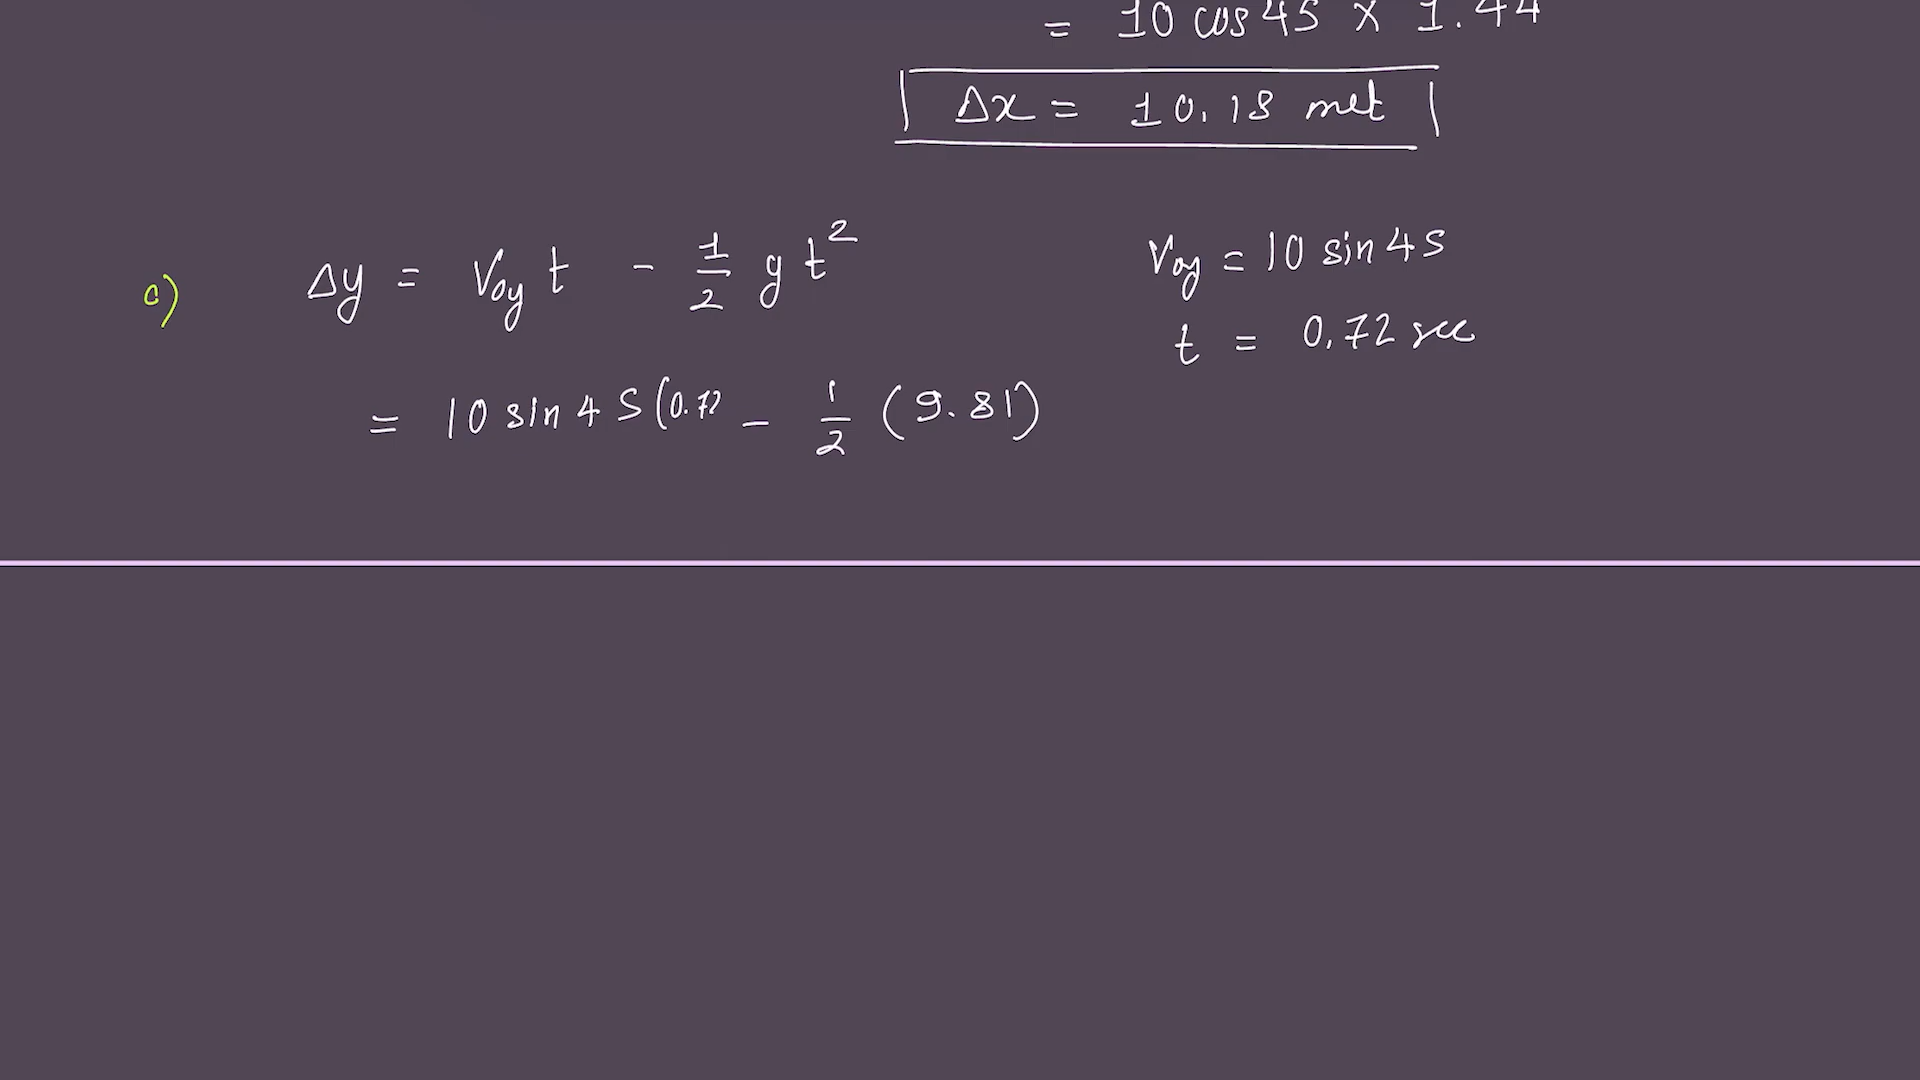 = 10 cos 45 × 1.44
Δx = 10.18 met
c) Δy = V₀y t - 1/2 g t²
V₀y = 10 sin 45
t = 0.72 sec
= 10 sin 45 (0.72 - 1/2 (9.81)